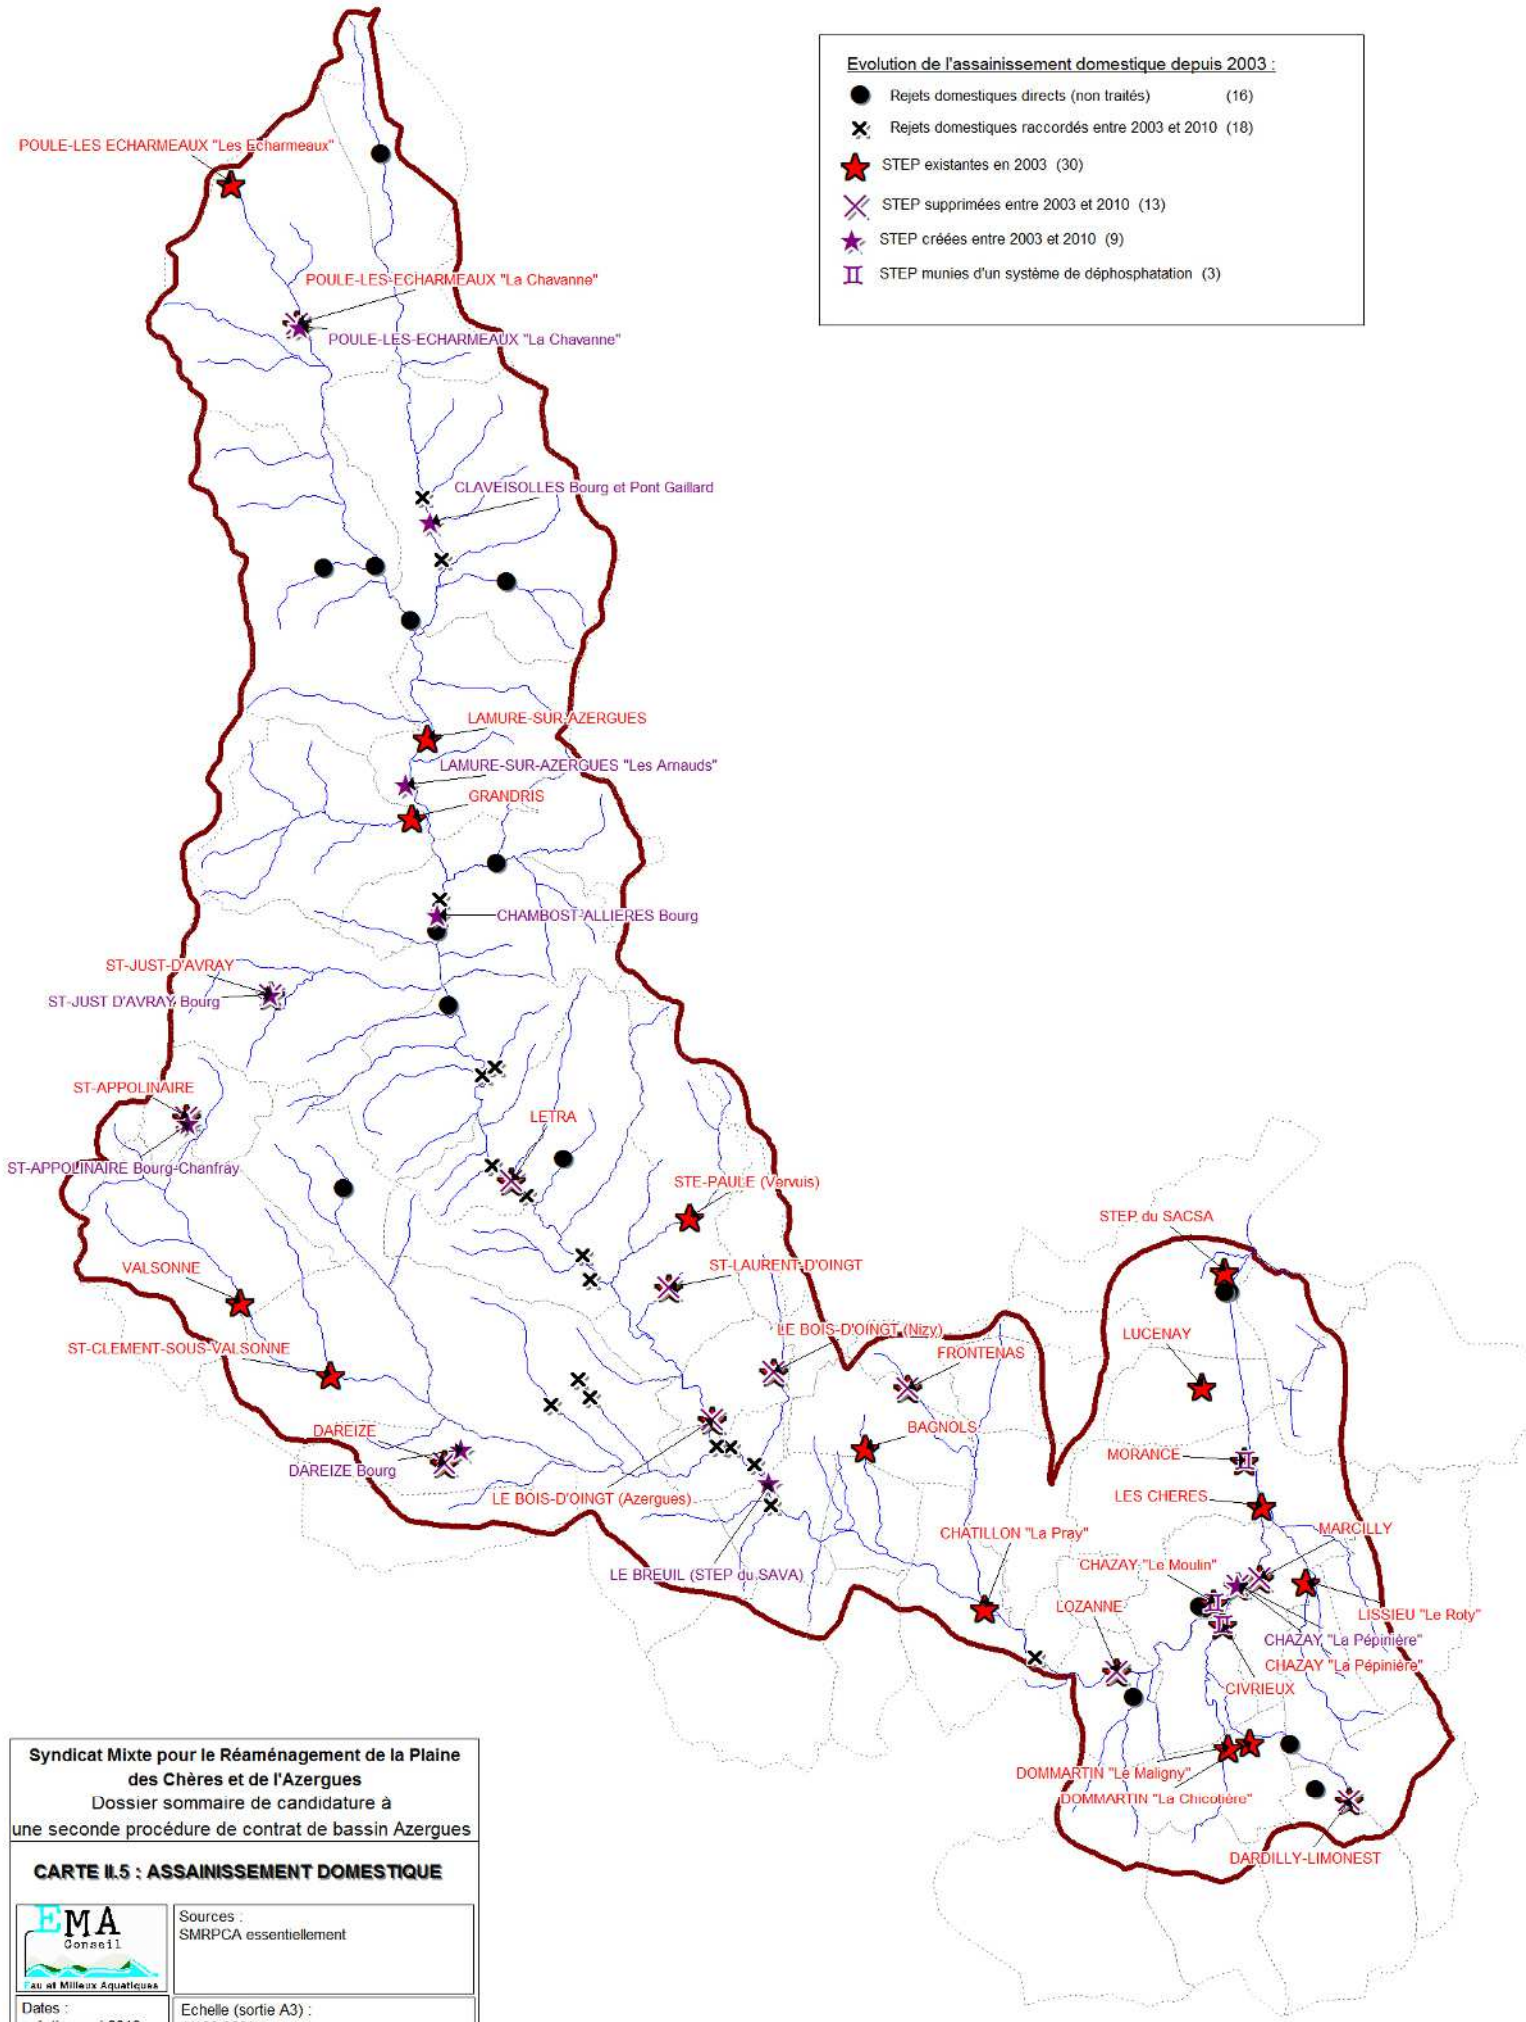 Evolution de l'assainissement domestique depuis 2003 :
Rejets domestiques directs (non traités) (16)
Rejets domestiques raccordés entre 2003 et 2010 (18)
STEP existantes en 2003 (30)
STEP supprimées entre 2003 et 2010 (13)
STEP créées entre 2003 et 2010 (9)
STEP munies d'un système de déphosphatation (3)
POULE-LES ECHARMEAUX "Les Echarmeaux"
POULE-LES-ECHARMEAUX "La Chavanne"
POULE-LES-ECHARMEAUX "La Chavanne"
CLAVEISOLLES Bourg et Pont Gaillard
LAMURE-SUR-AZERGUES
LAMURE-SUR-AZERGUES "Les Arnauds"
GRANDRIS
CHAMBOST-ALLIERES Bourg
ST-JUST-D'AVRAY
ST-JUST D'AVRAY Bourg
ST-APPOLINAIRE
LETRA
ST-APPOLINAIRE Bourg-Chanfray
STE-PAULE (Vervuis)
STEP du SACSA
VALSONNE
ST-LAURENT-D'OINGT
LE BOIS-D'OINGT (Nizy)
LUCENAY
ST-CLEMENT-SOUS-VALSONNE
FRONTENAS
DAREIZE
BAGNOLS
MORANCE
DAREIZE Bourg
LE BOIS-D'OINGT (Azergues)
LES CHERES
CHATILLON "La Pray"
MARCILLY
CHAZAY "Le Moulin"
LE BREUIL (STEP du SAVA)
LOZANNE
LISSIEU "Le Roty"
CHAZAY "La Pépinière"
CHAZAY "La Pépinière"
CIVRIEUX
DOMMARTIN "Le Maligny"
DOMMARTIN "La Chicotière"
DARDILLY-LIMONEST
Syndicat Mixte pour le Réaménagement de la Plaine
des Chères et de l'Azergues
Dossier sommaire de candidature à
une seconde procédure de contrat de bassin Azergues
CARTE II.5 : ASSAINISSEMENT DOMESTIQUE
EMA
Conseil
Eau et Milieux Aquatiques
Sources :
SMRPCA essentiellement
Dates :
Echelle (sortie A3) :